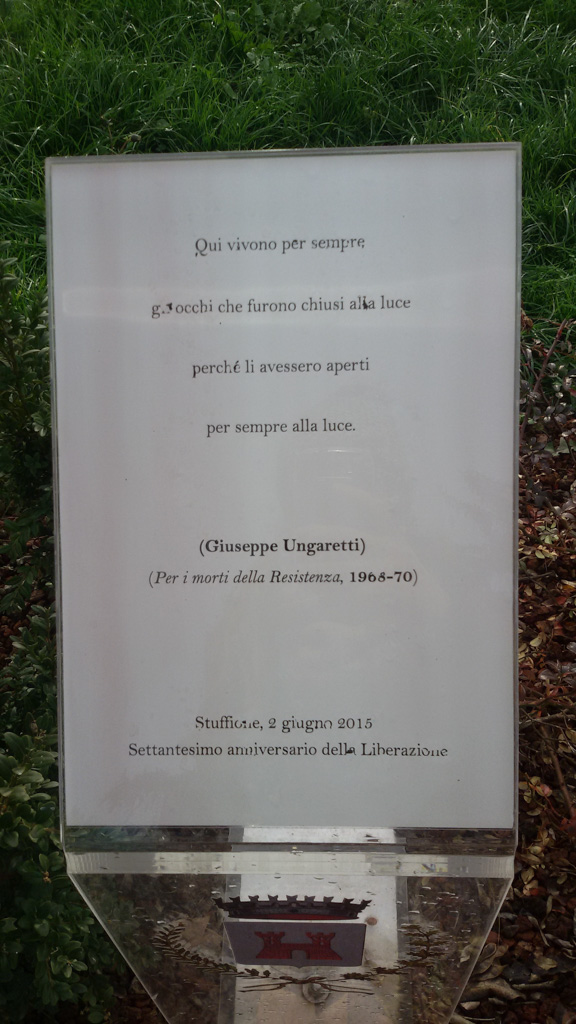 Qui vivono per sempre
gli occhi che furono chiusi alla luce
perché li avessero aperti
per sempre alla luce.
(Giuseppe Ungaretti)
(Per i morti della Resistenza, 1968-70)
Stuffione, 2 giugno 2015
Settantesimo anniversario della Liberazione